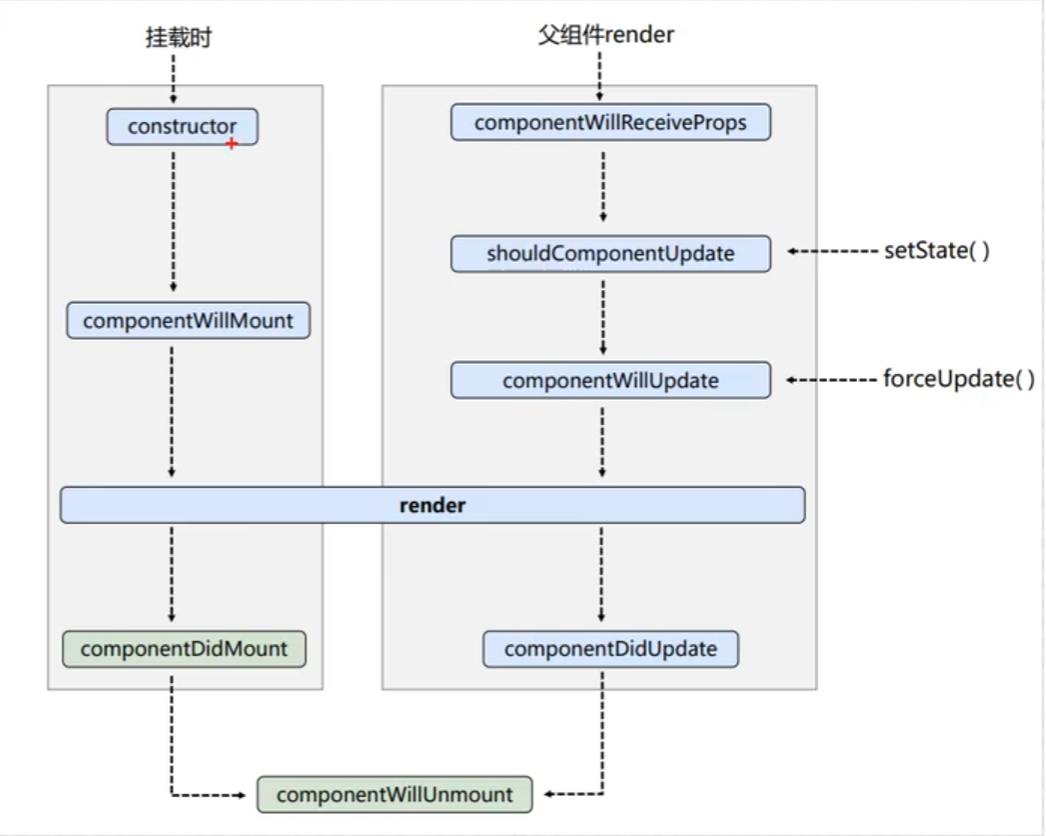 挂载时
父组件render
constructor
componentWillReceiveProps
shouldComponentUpdate
setState( )
componentWillMount
componentWillUpdate
forceUpdate( )
render
componentDidMount
componentDidUpdate
componentWillUnmount